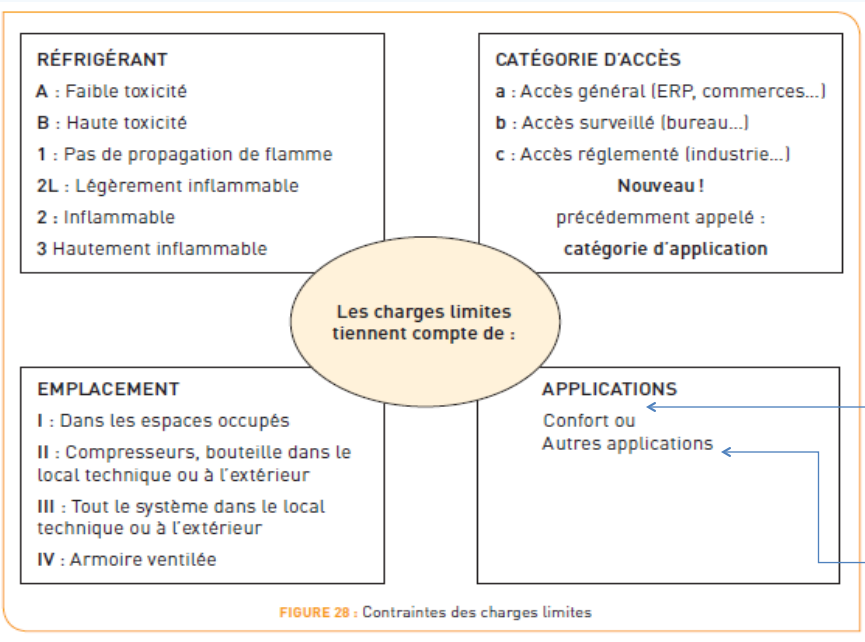 RÉFRIGÉRANT
A : Faible toxicité
B : Haute toxicité
1 : Pas de propagation de flamme
2L : Légèrement inflammable
2 : Inflammable
3 Hautement inflammable
CATÉGORIE D'ACCÈS
a : Accès général (ERP, commerces...)
b : Accès surveillé (bureau...)
c : Accès réglementé (industrie...)
Nouveau !
précédemment appelé :
catégorie d'application
Les charges limites
tiennent compte de :
EMPLACEMENT
I : Dans les espaces occupés
II : Compresseurs, bouteille dans le
local technique ou à l'extérieur
III : Tout le système dans le local
technique ou à l'extérieur
IV : Armoire ventilée
APPLICATIONS
Confort ou
Autres applications
FIGURE 28 : Contraintes des charges limites